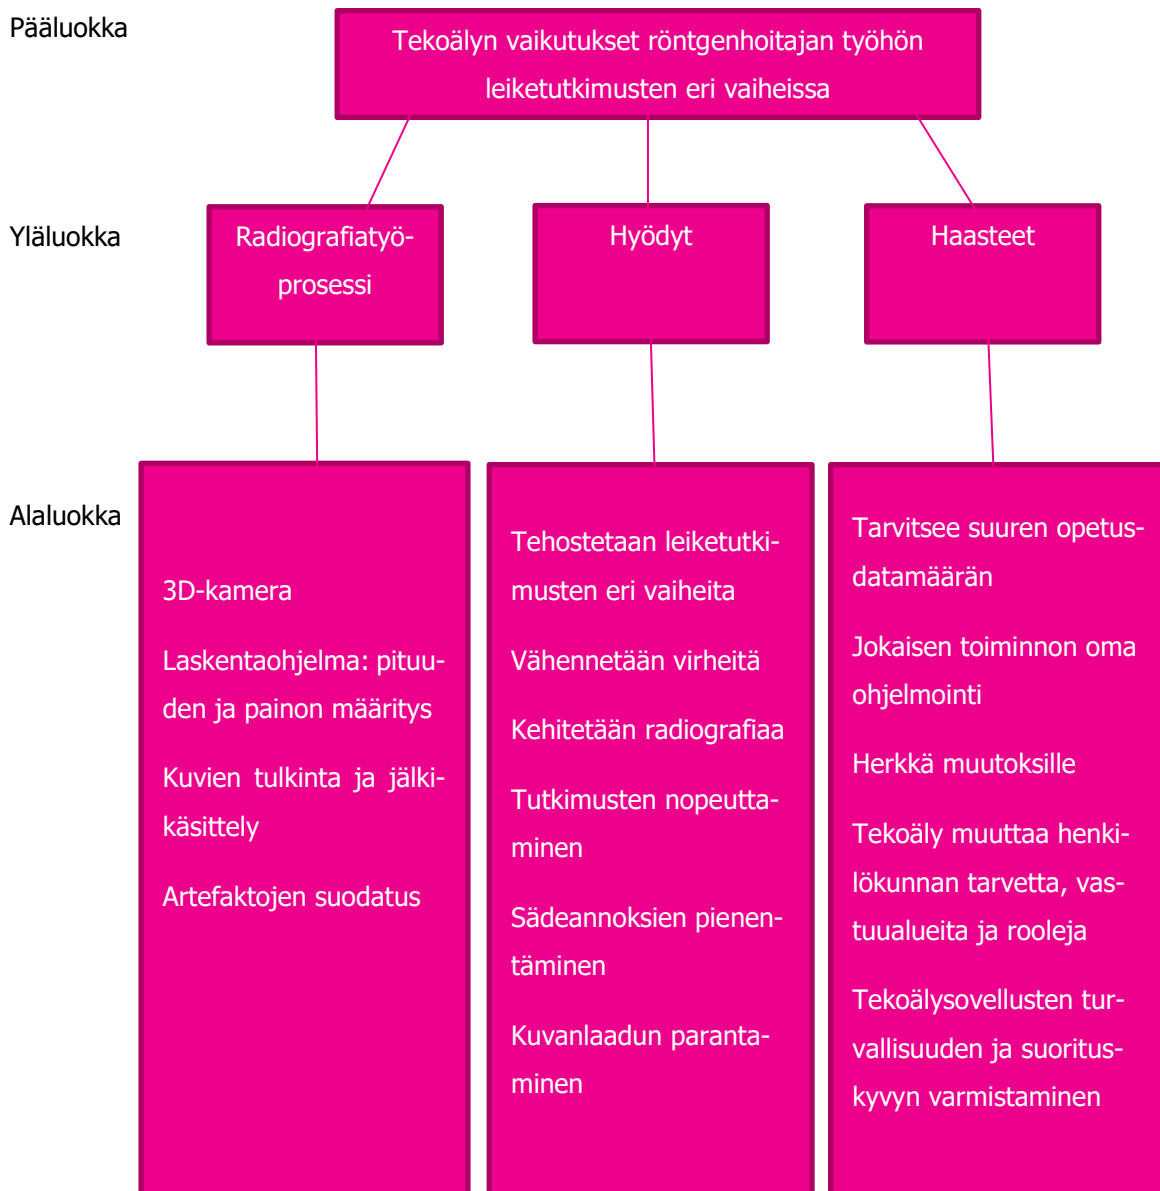 Pääluokka
Tekoälyn vaikutukset röntgenhoitajan työhön
leiketutkimusten eri vaiheissa
Yläluokka
Radiografiatyö-
prosessi
Hyödyt
Haasteet
Alaluokka
3D-kamera
Laskentaohjelma: pituu-
den ja painon määritys
Kuvien tulkinta ja jälki-
käsittely
Artefaktojen suodatus
Tehostetaan leiketutki-
musten eri vaiheita
Vähennetään virheitä
Kehitetään radiografiaa
Tutkimusten nopeutta-
minen
Sädeannoksien pienen-
täminen
Kuvanlaadun paranta-
minen
Tarvitsee suuren opetus-
datamäärän
Jokaisen toiminnon oma
ohjelmointi
Herkkä muutoksille
Tekoäly muuttaa henki-
lökunnan tarvetta, vas-
tuualueita ja rooleja
Tekoälysovellusten tur-
vallisuuden ja suoritus-
kyvyn varmistaminen